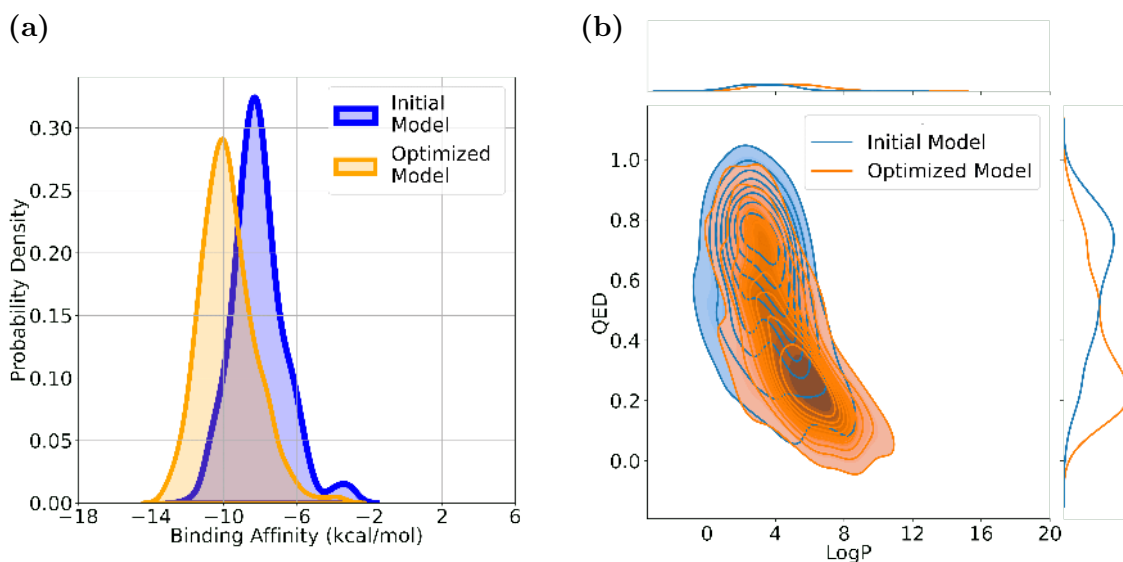 (a)
(b)
Initial
Model
Optimized
Model
0.30
0.25
0.20
0.15
0.10
0.05
0.00
Probability Density
−18
−14
−10
−6
−2
2
6
Binding Affinity (kcal/mol)
Initial Model
Optimized Model
1.0
0.8
0.6
0.4
0.2
0.0
QED
0
4
8
12
16
20
LogP